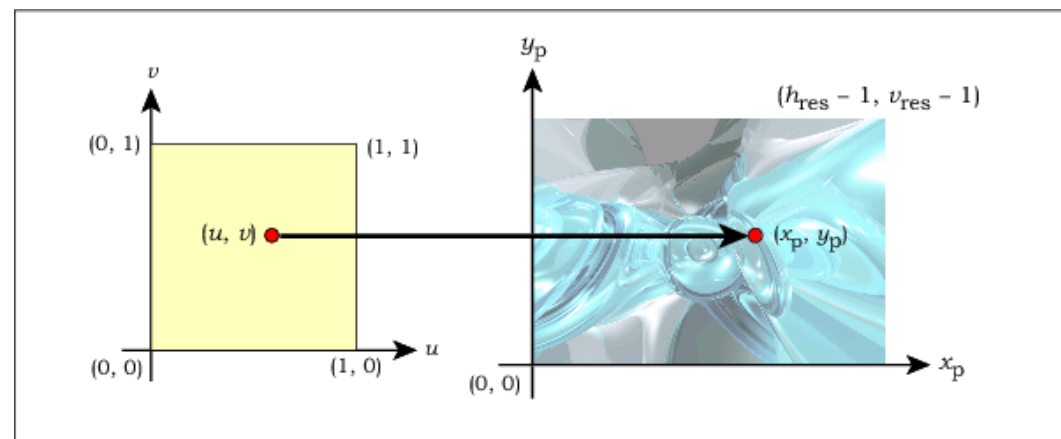 v
(0, 1)
(1, 1)
(u, v)
(0, 0)
(1, 0)
u
yp
(hres – 1, vres – 1)
(xp, yp)
(0, 0)
xp